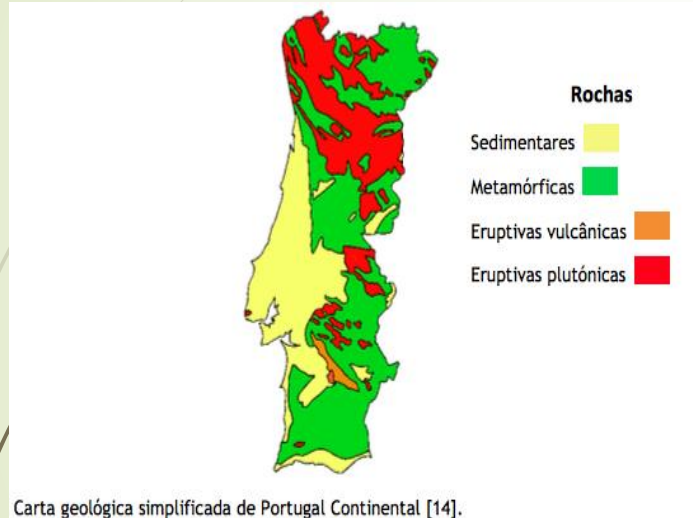 Rochas
Sedimentares
Metamórficas
Eruptivas vulcânicas
Eruptivas plutónicas
Carta geológica simplificada de Portugal Continental [14].